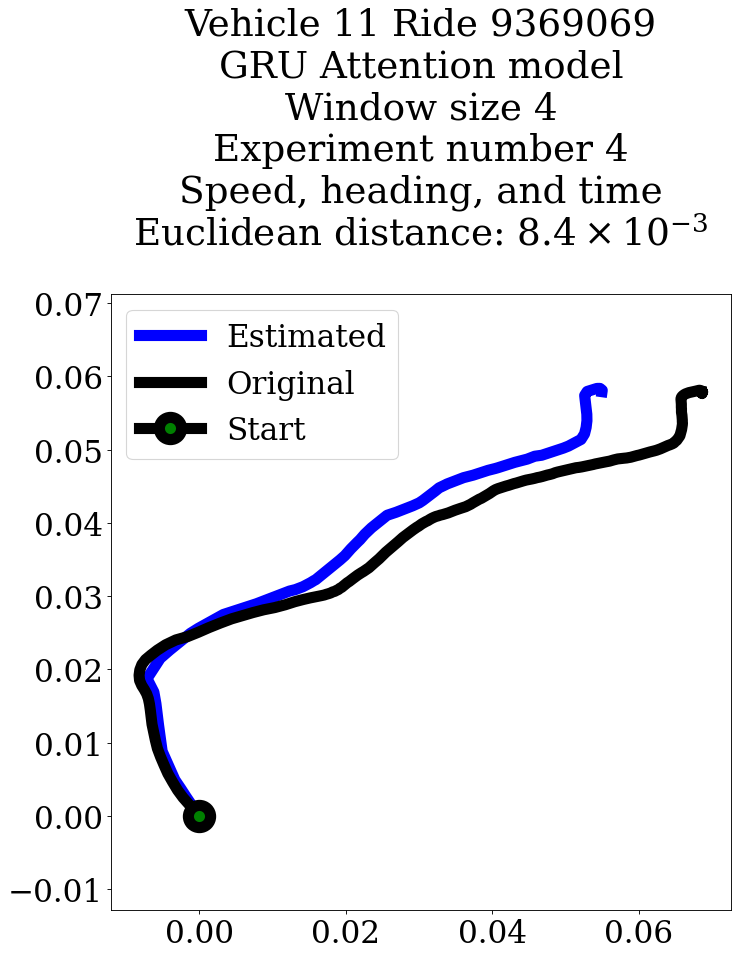 Vehicle 11 Ride 9369069
GRU Attention model
Window size 4
Experiment number 4
Speed, heading, and time
Euclidean distance: 8.4 × 10⁻³
0.07
0.06
0.05
0.04
0.03
0.02
0.01
0.00
−0.01
Estimated
Original
Start
0.00 0.02 0.04 0.06